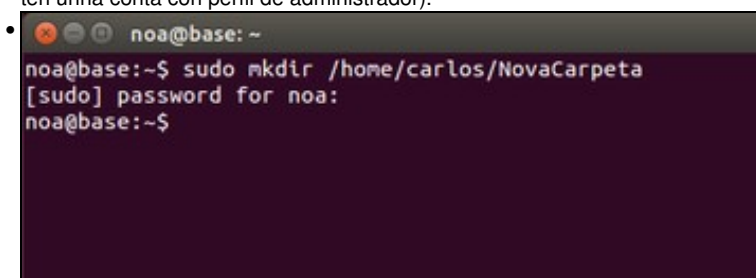 ten unha conta con perfil de administrador).
noa@base: ~
noa@base:~$ sudo mkdir /home/carlos/NovaCarpeta
[sudo] password for noa:
noa@base:~$